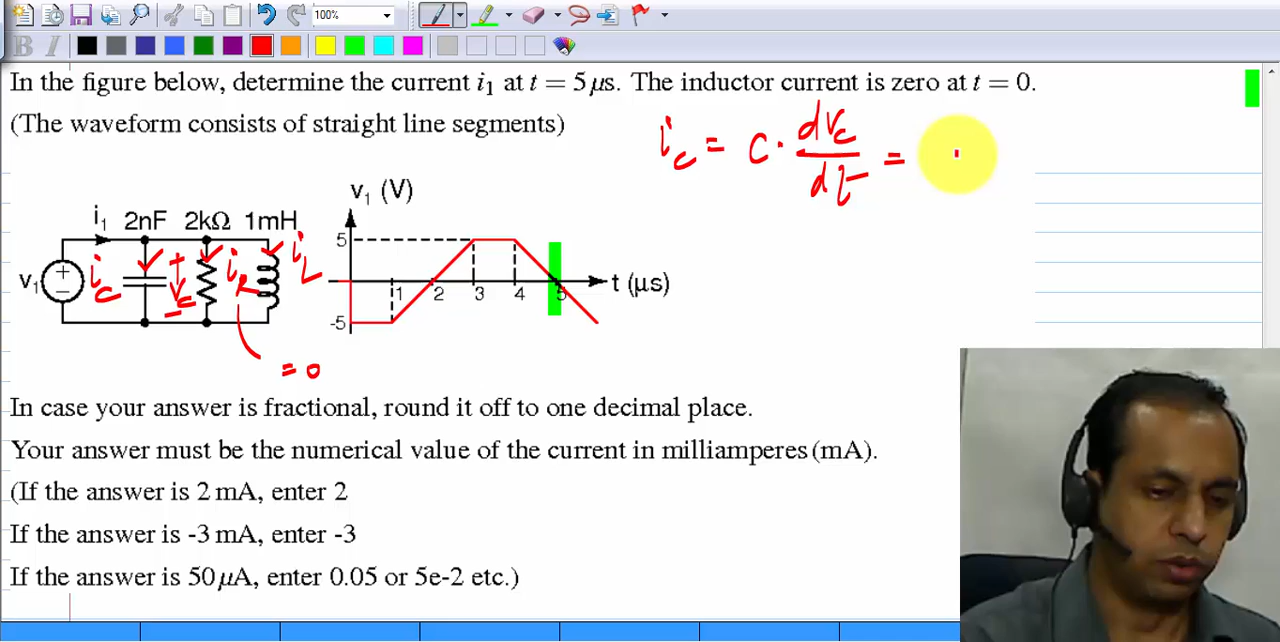 100%
B I
In the figure below, determine the current i1 at t = 5 µs. The inductor current is zero at t = 0.
(The waveform consists of straight line segments)
ic = C · dvc/dt =
v1 (V)
i1 2nF 2kΩ 1mH
v1 + − ic + vc − iR iL
5
1 2 3 4 5 t (µs)
-5
= 0
In case your answer is fractional, round it off to one decimal place.
Your answer must be the numerical value of the current in milliamperes (mA).
(If the answer is 2 mA, enter 2
If the answer is -3 mA, enter -3
If the answer is 50 µA, enter 0.05 or 5e-2 etc.)